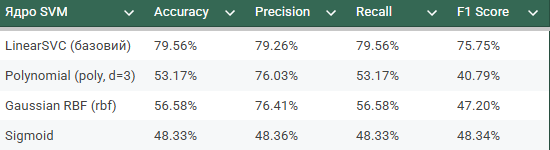 Ядро SVM Accuracy Precision Recall F1 Score
LinearSVC (базовий) 79.56% 79.26% 79.56% 75.75%
Polynomial (poly, d=3) 53.17% 76.03% 53.17% 40.79%
Gaussian RBF (rbf) 56.58% 76.41% 56.58% 47.20%
Sigmoid 48.33% 48.36% 48.33% 48.34%